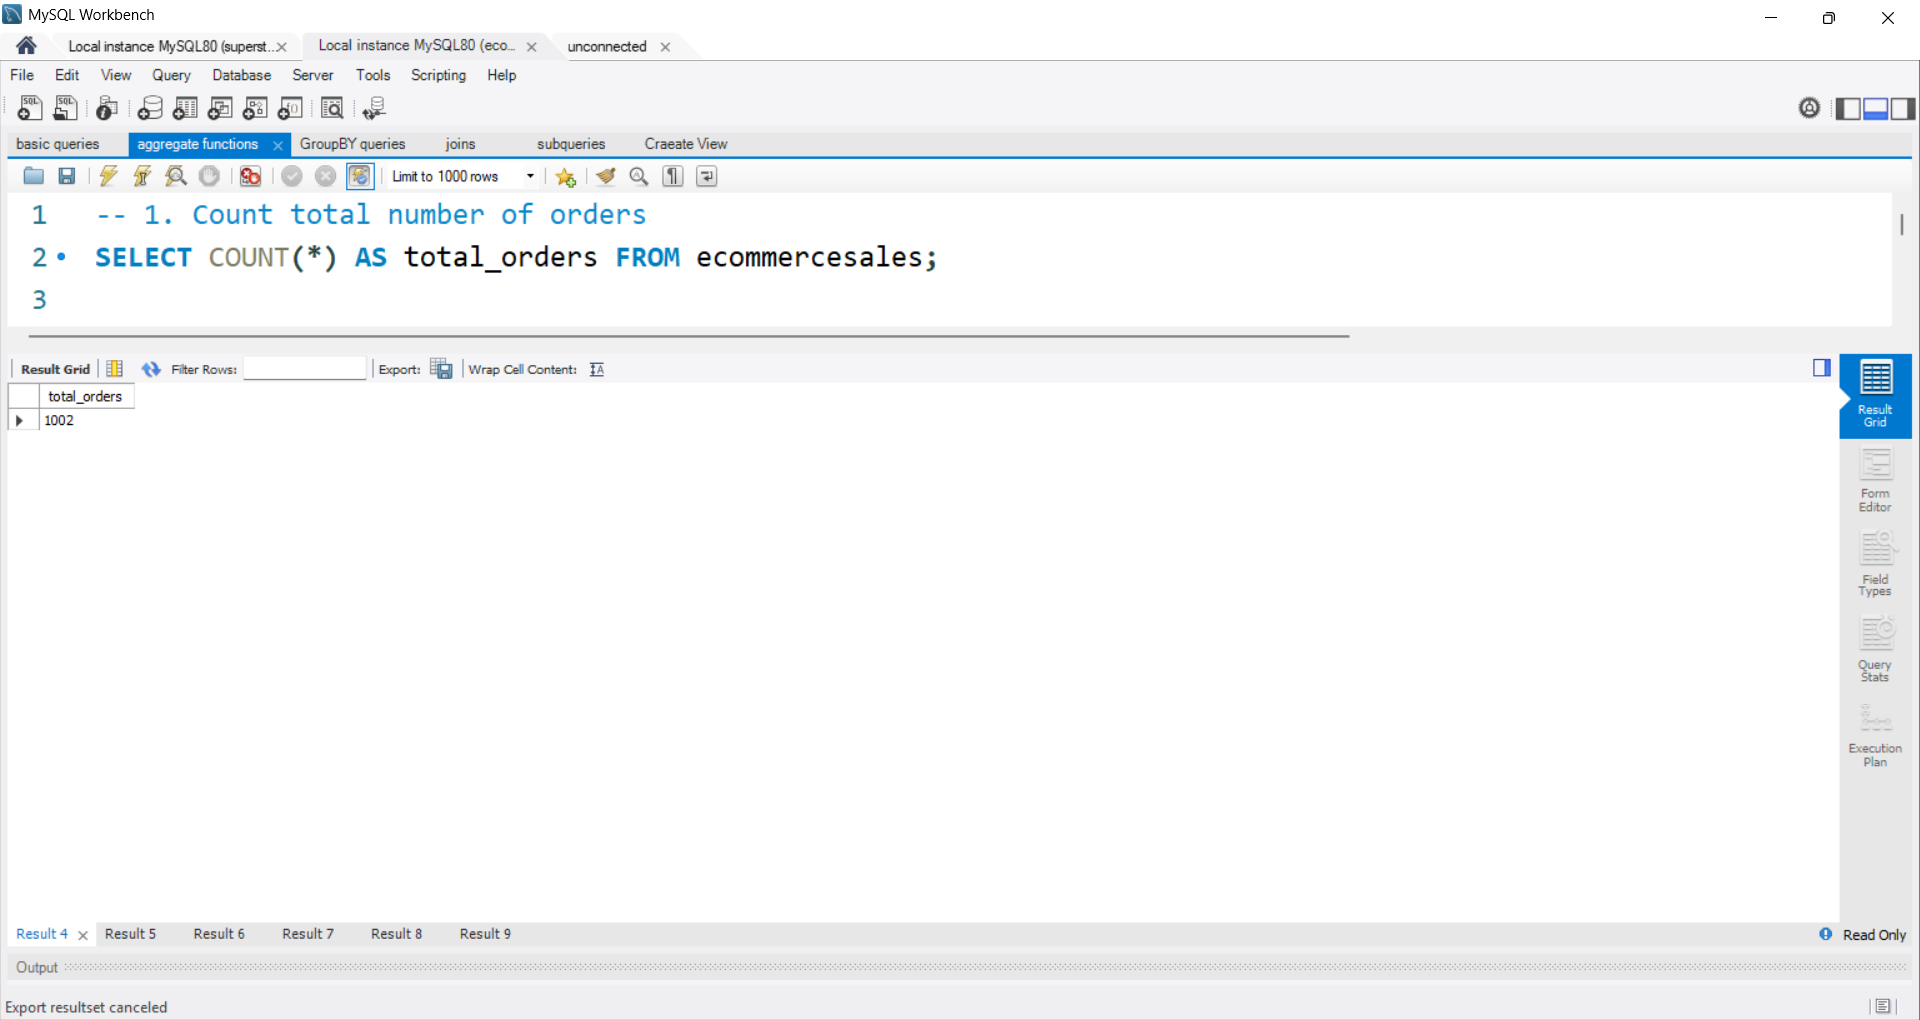 MySQL Workbench
Local instance MySQL80 (superst... Local instance MySQL80 (eco... unconnected
File Edit View Query Database Server Tools Scripting Help
basic queries aggregate functions GroupBY queries joins subqueries Craeate View
Limit to 1000 rows
1 -- 1. Count total number of orders
2 SELECT COUNT(*) AS total_orders FROM ecommercesales;
3
Result Grid Filter Rows: Export: Wrap Cell Content:
total_orders
1002
Result
Grid
Form
Editor
Field
Types
Query
Stats
Execution
Plan
Result 4 Result 5 Result 6 Result 7 Result 8 Result 9 Read Only
Output
Export resultset canceled